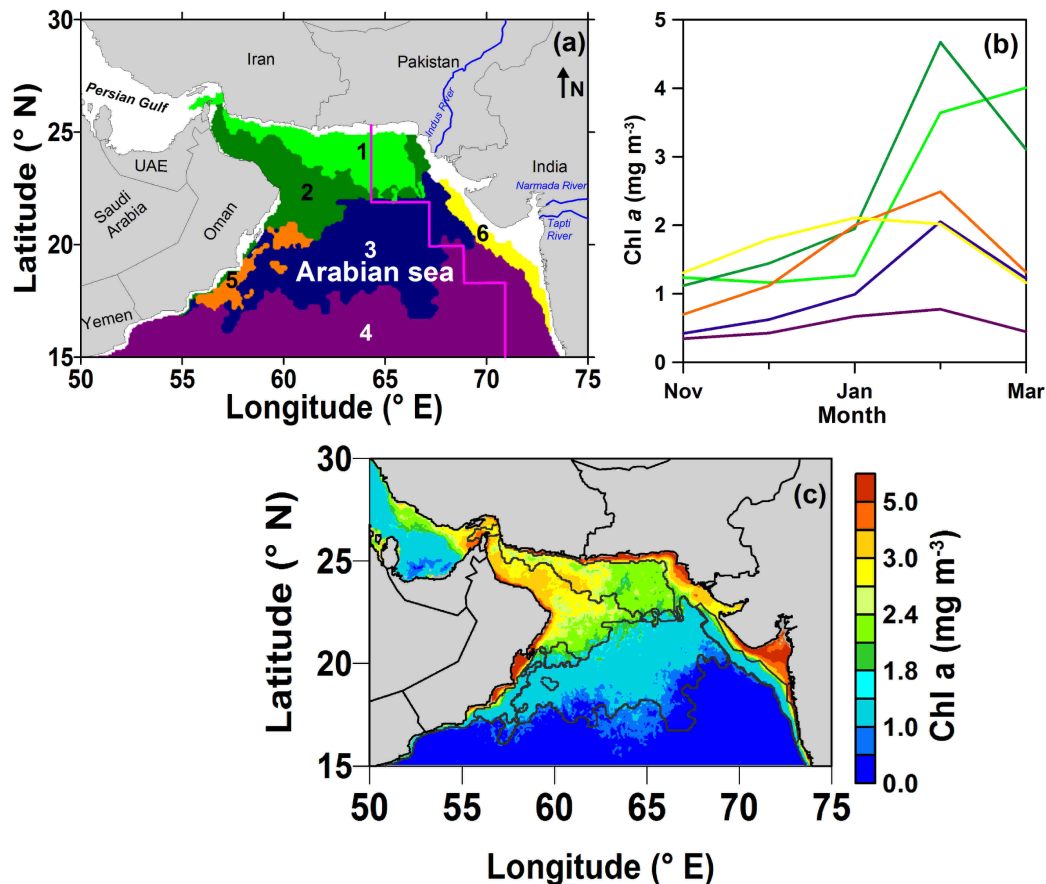 30
25
20
15
Latitude (° N)
50
55
60
65
70
75
Longitude (° E)
(a)
N
Iran
Pakistan
Persian Gulf
Indus River
UAE
India
Saudi
Arabia
Oman
Narmada River
Tapti
River
Yemen
Arabian sea
1
2
3
4
5
6
5
4
3
2
1
0
Chl a (mg m⁻³)
Nov
Jan
Mar
Month
(b)
30
25
20
15
Latitude (° N)
50
55
60
65
70
75
Longitude (° E)
(c)
5.0
3.0
2.4
1.8
1.0
0.0
Chl a (mg m⁻³)